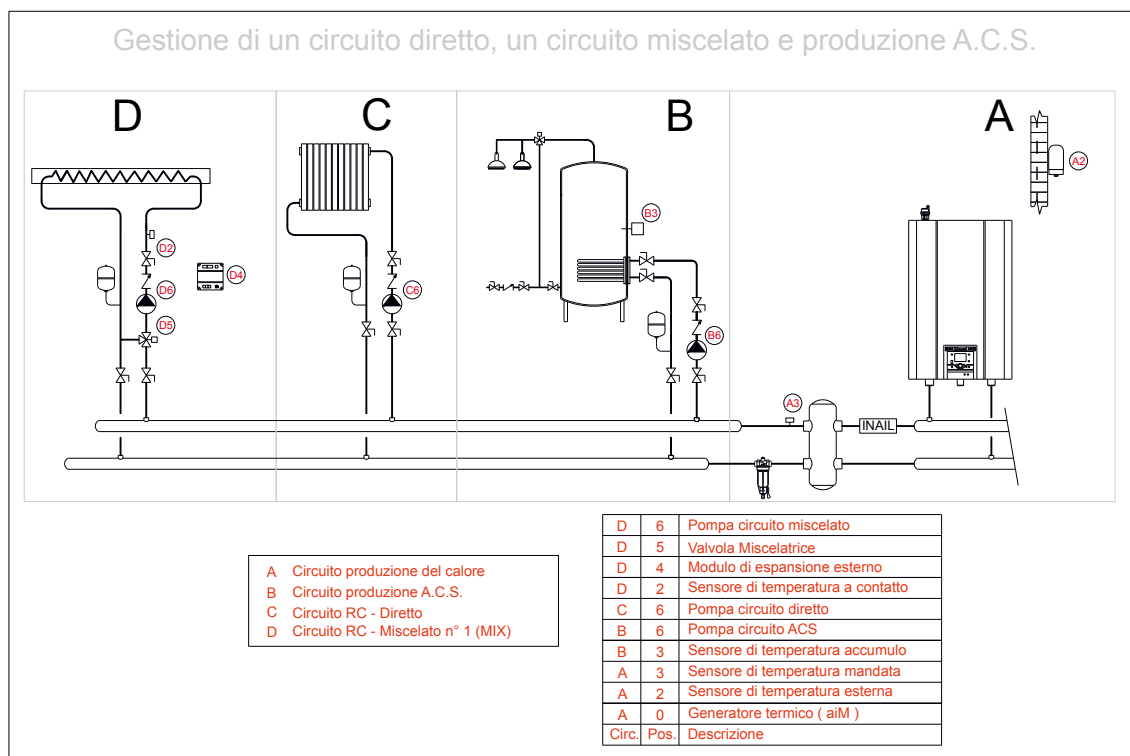 Gestione di un circuito diretto, un circuito miscelato e produzione A.C.S.
D
C
B
A
A2
B3
D2
D4
D6
C6
D5
B6
A3
INAIL
A Circuito produzione del calore
B Circuito produzione A.C.S.
C Circuito RC - Diretto
D Circuito RC - Miscelato n° 1 (MIX)
D 6 Pompa circuito miscelato
D 5 Valvola Miscelatrice
D 4 Modulo di espansione esterno
D 2 Sensore di temperatura a contatto
C 6 Pompa circuito diretto
B 6 Pompa circuito ACS
B 3 Sensore di temperatura accumulo
A 3 Sensore di temperatura mandata
A 2 Sensore di temperatura esterna
A 0 Generatore termico ( aiM )
Circ. Pos. Descrizione